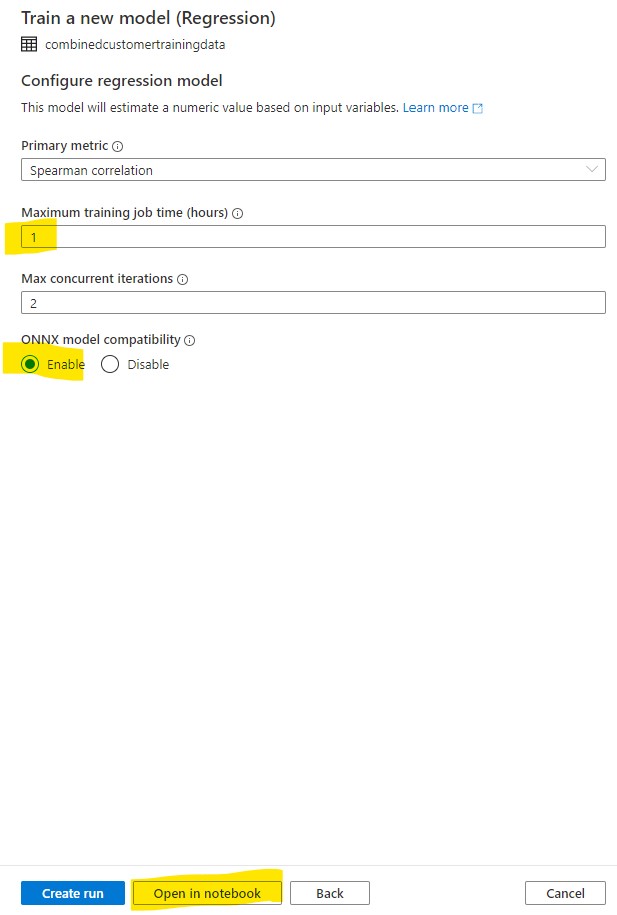 Train a new model (Regression)
combinedcustomertrainingdata
Configure regression model
This model will estimate a numeric value based on input variables. Learn more
Primary metric
Spearman correlation
Maximum training job time (hours)
1
Max concurrent iterations
2
ONNX model compatibility
Enable Disable
Create run Open in notebook Back Cancel